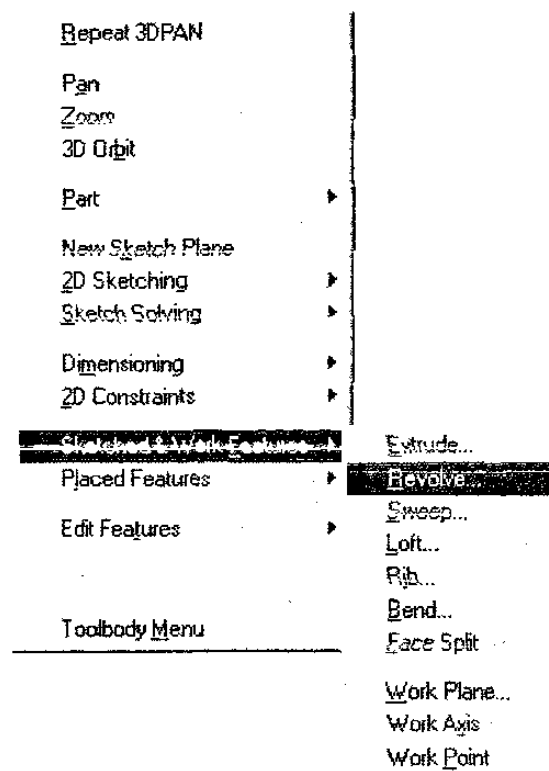 Repeat 3DPAN
Pan
Zoom
3D Orbit
Part
New Sketch Plane
2D Sketching
Sketch Solving
Dimensioning
2D Constraints
Placed Features
Edit Features
Toolbody Menu
Extrude...
Revolve...
Sweep...
Loft...
Rib...
Bend...
Face Split
Work Plane...
Work Axis
Work Point